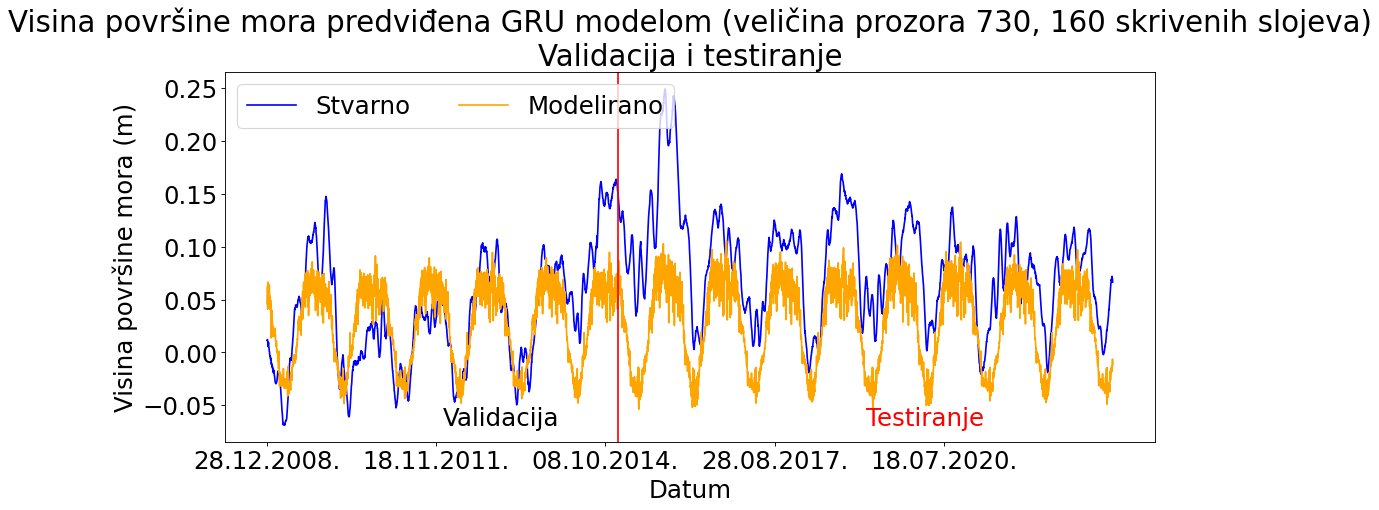 Visina površine mora predviđena GRU modelom (veličina prozora 730, 160 skrivenih slojeva)
Validacija i testiranje
Stvarno
Modelirano
Visina površine mora (m)
0.25
0.20
0.15
0.10
0.05
0.00
−0.05
Validacija
Testiranje
28.12.2008.
18.11.2011.
08.10.2014.
28.08.2017.
18.07.2020.
Datum